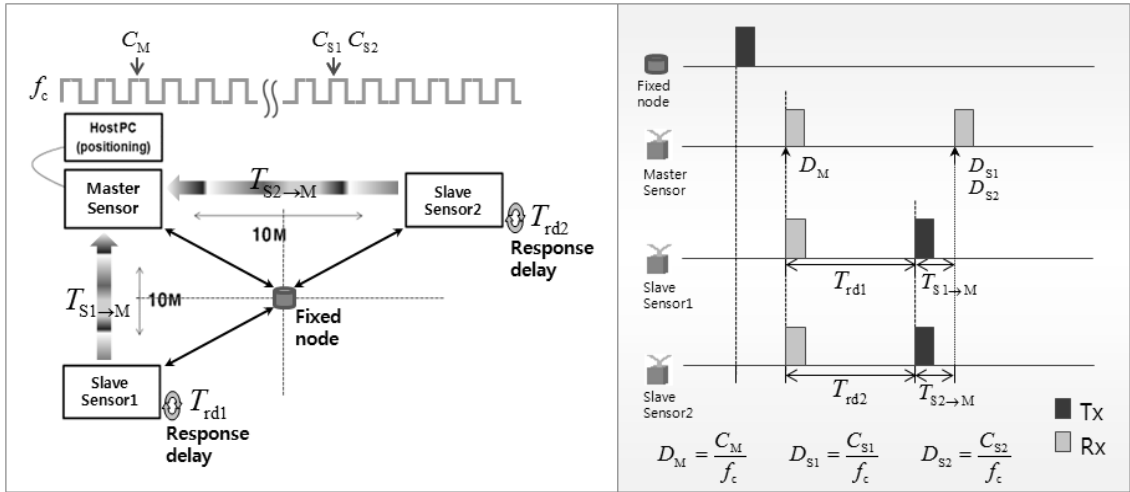 C_M
C_S1 C_S2
f_c
Host PC
(positioning)
Master
Sensor
T_S2→M
Slave
Sensor2
T_rd2
Response
delay
10M
T_S1→M
10M
Fixed
node
Slave
Sensor1
T_rd1
Response
delay
Fixed
node
Master
Sensor
D_M
D_S1
D_S2
Slave
Sensor1
T_rd1
T_S1→M
Slave
Sensor2
T_rd2
T_S2→M
Tx
Rx
D_M = C_M / f_c
D_S1 = C_S1 / f_c
D_S2 = C_S2 / f_c